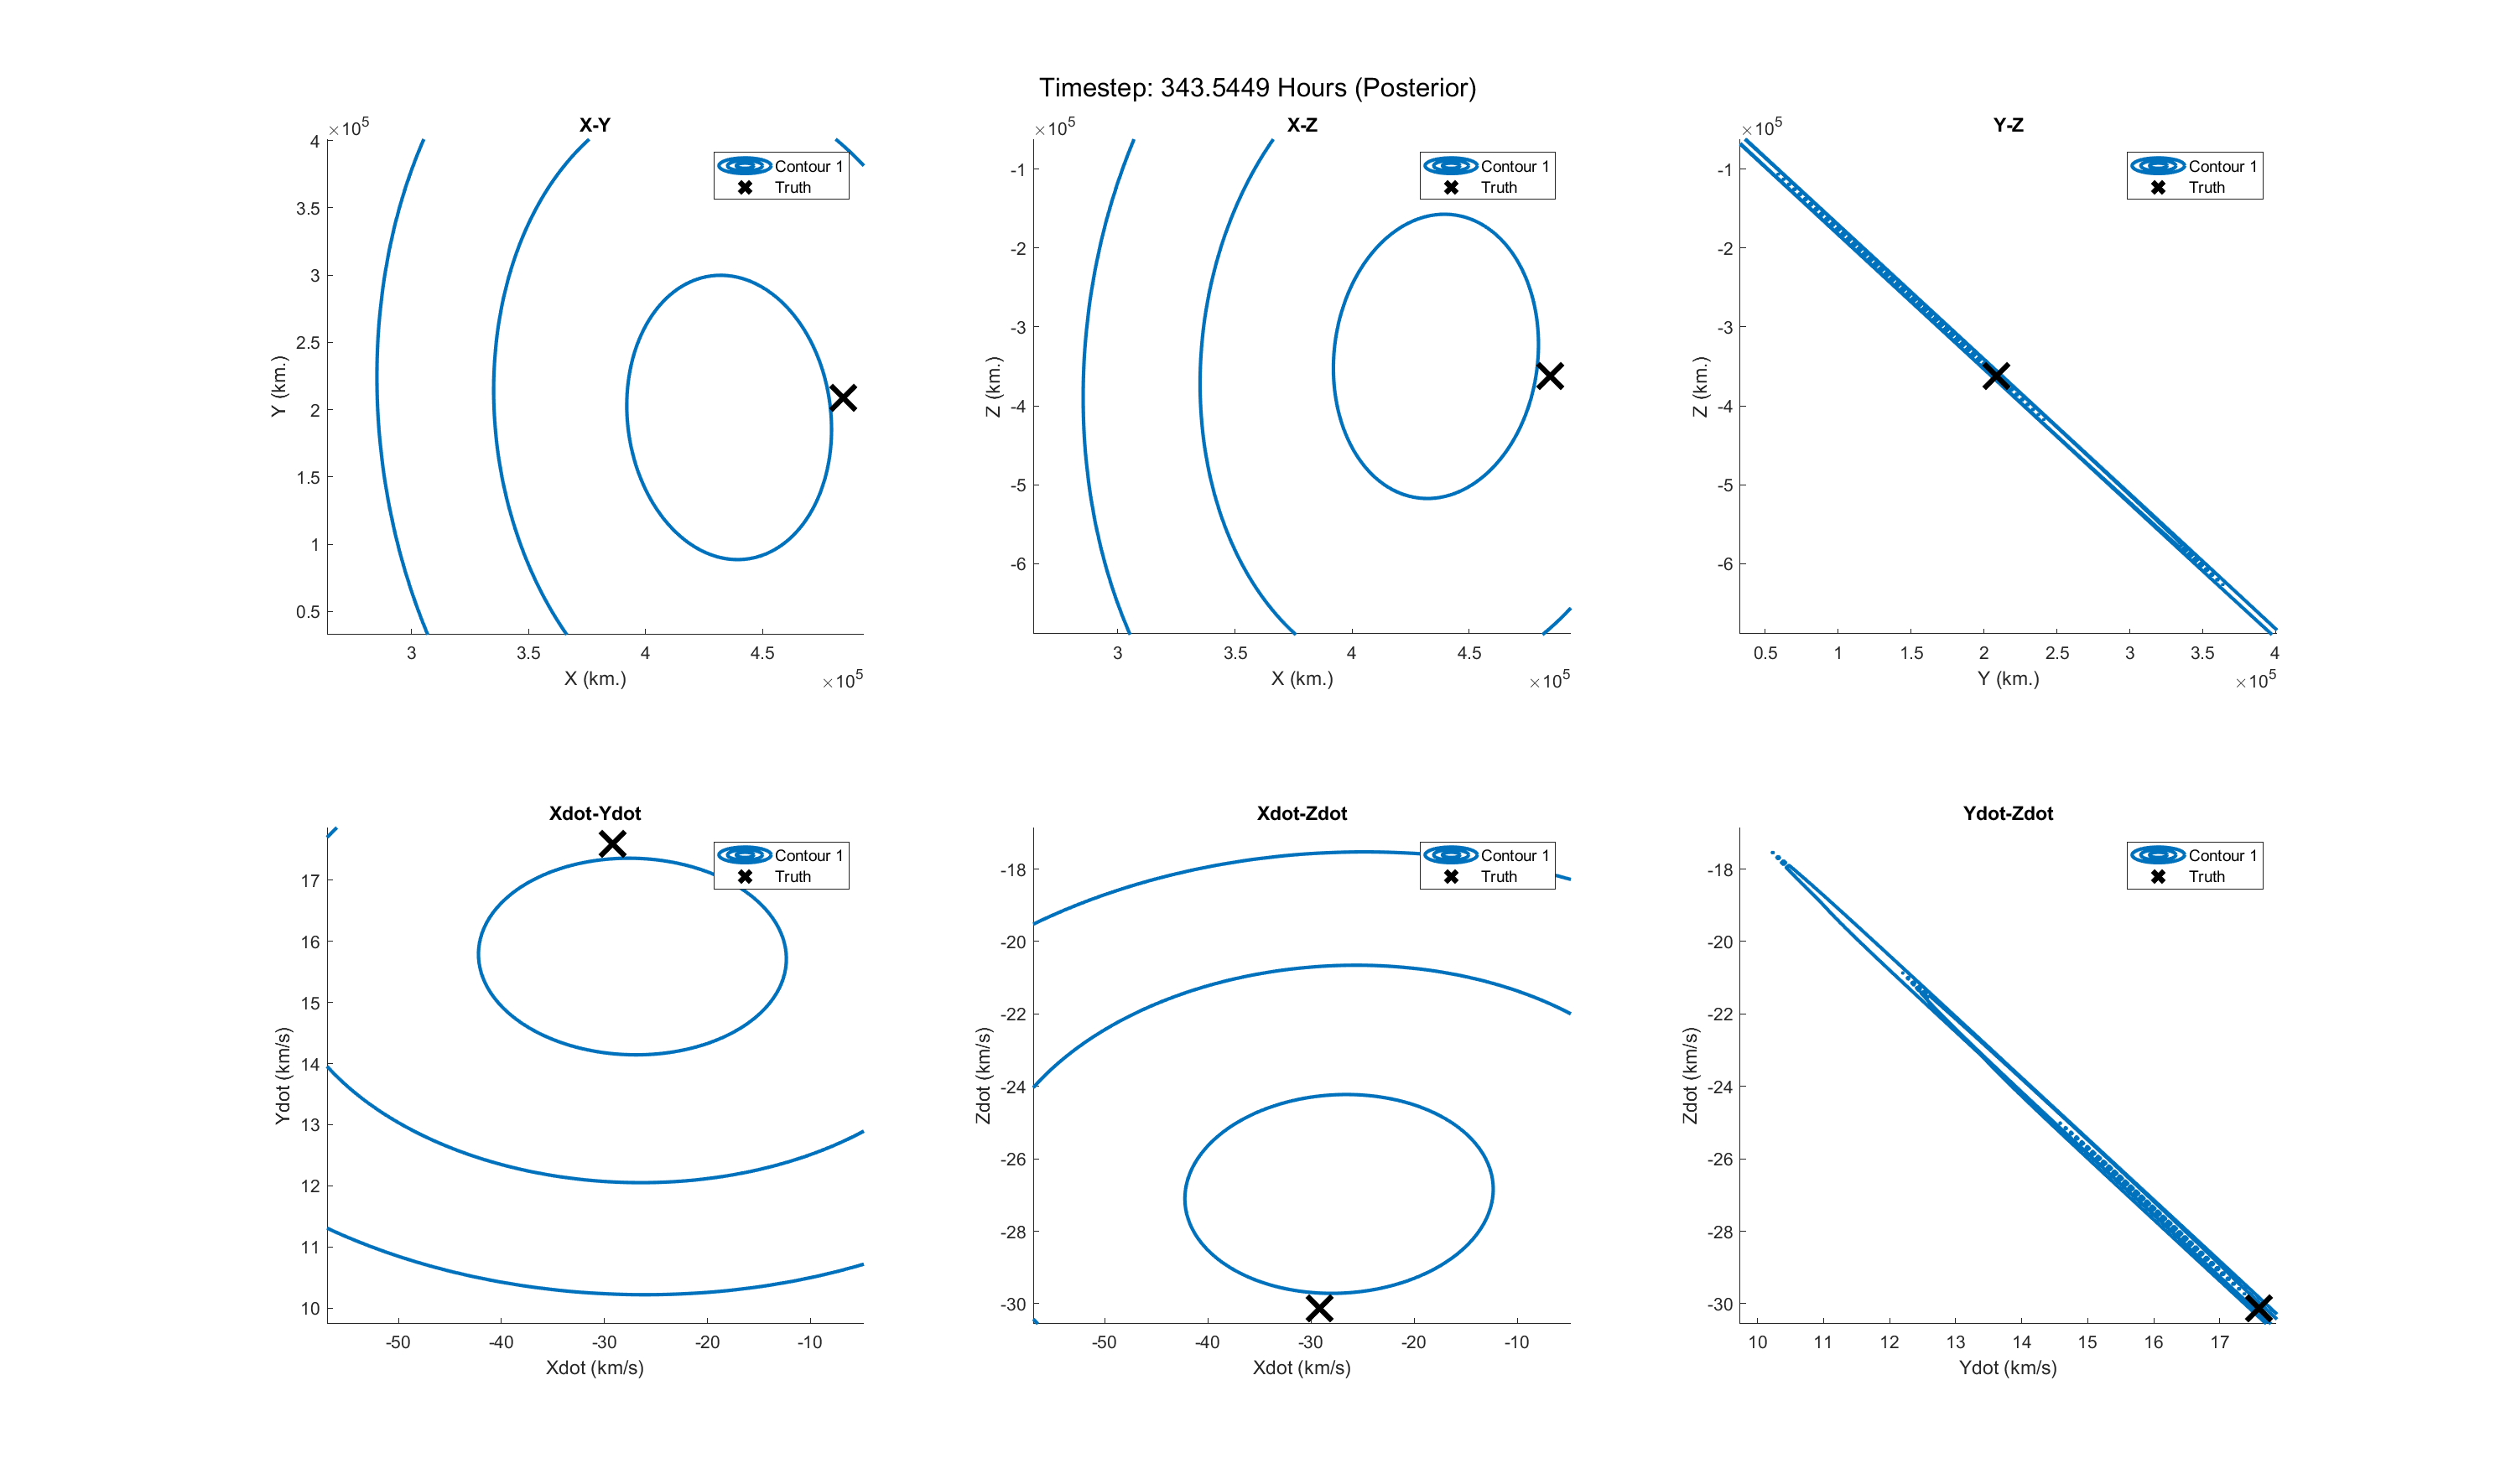 Timestep: 343.5449 Hours (Posterior)
X-Y
×10^5
4
3.5
3
2.5
2
1.5
1
0.5
Y (km.)
3 3.5 4 4.5
X (km.)
×10^5
Contour 1
Truth
X-Z
×10^5
-1
-2
-3
-4
-5
-6
Z (km.)
3 3.5 4 4.5
X (km.)
×10^5
Contour 1
Truth
Y-Z
×10^5
-1
-2
-3
-4
-5
-6
Z (km.)
0.5 1 1.5 2 2.5 3 3.5 4
Y (km.)
×10^5
Contour 1
Truth
Xdot-Ydot
17
16
15
14
13
12
11
10
Ydot (km/s)
-50 -40 -30 -20 -10
Xdot (km/s)
Contour 1
Truth
Xdot-Zdot
-18
-20
-22
-24
-26
-28
-30
Zdot (km/s)
-50 -40 -30 -20 -10
Xdot (km/s)
Contour 1
Truth
Ydot-Zdot
-18
-20
-22
-24
-26
-28
-30
Zdot (km/s)
10 11 12 13 14 15 16 17
Ydot (km/s)
Contour 1
Truth